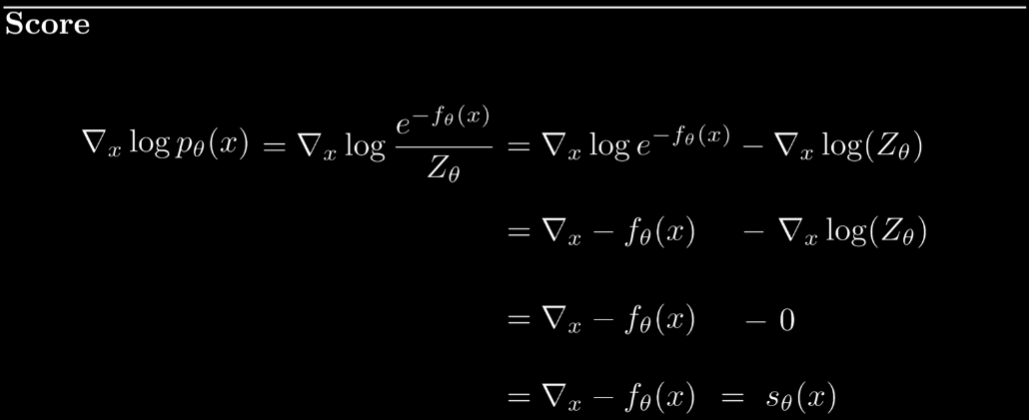 Score
∇ₓ log p_θ(x) = ∇ₓ log e^{−f_θ(x)} / Z_θ = ∇ₓ log e^{−f_θ(x)} − ∇ₓ log(Z_θ)
= ∇ₓ − f_θ(x) − ∇ₓ log(Z_θ)
= ∇ₓ − f_θ(x) − 0
= ∇ₓ − f_θ(x) = s_θ(x)